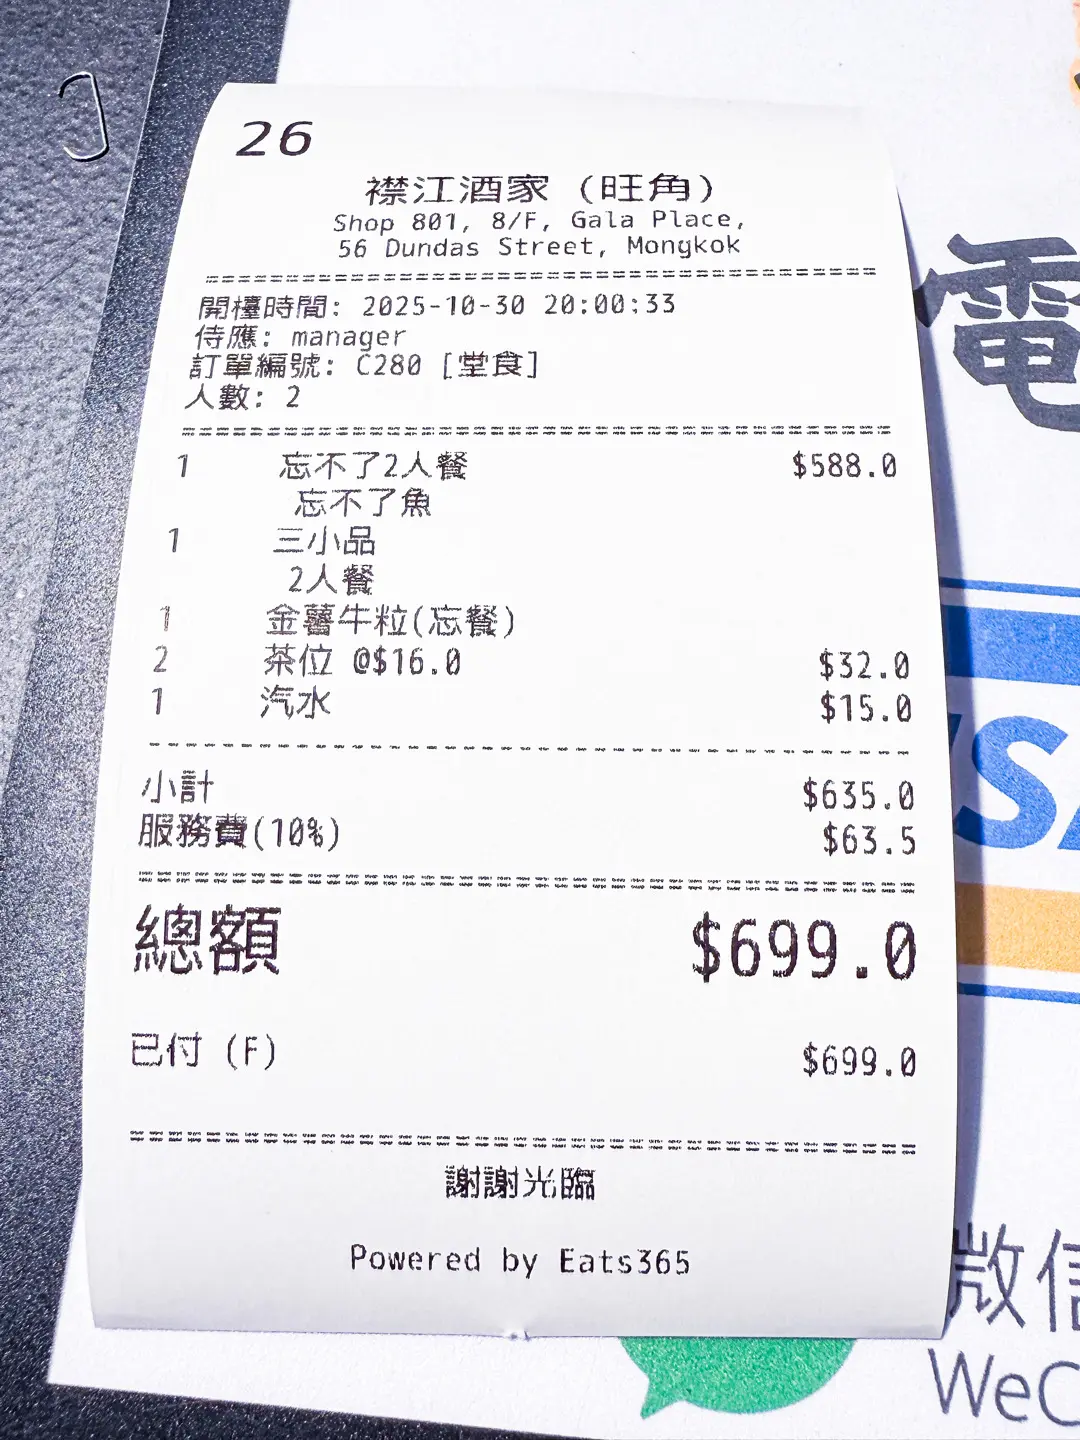 26
襟江酒家 (旺角)
Shop 801, 8/F, Gala Place,
56 Dundas Street, Mongkok
開檯時間: 2025-10-30 20:00:33
侍應: manager
訂單編號: C280 [堂食]
人數: 2
1 忘不了2人餐 $588.0
忘不了魚
1 三小品
2人餐
1 金薯牛粒(忘餐)
2 茶位 @$16.0 $32.0
1 汽水 $15.0
小計 $635.0
服務費(10%) $63.5
總額 $699.0
已付 (F) $699.0
謝謝光臨
Powered by Eats365
電
微信
WeC